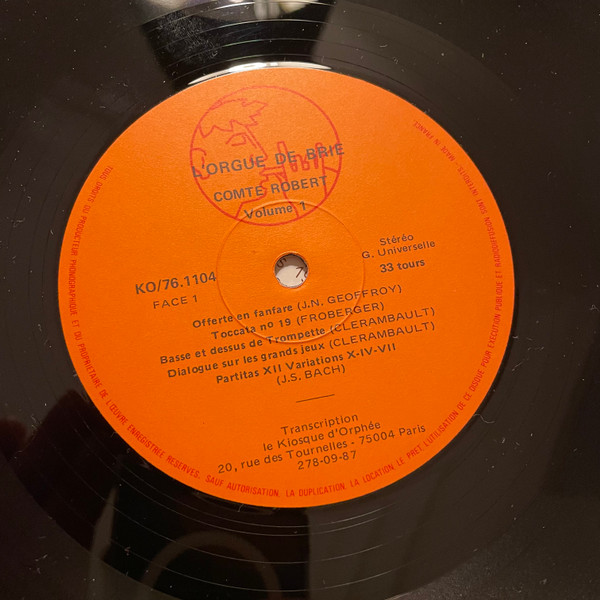 L'ORGUE DE BRIE
COMTE ROBERT
Volume 1
KO/76.1104
FACE 1
Stéréo
G. Universelle
33 tours
Offerte en fanfare (J.N. GEOFFROY)
Toccata no 19 (FROBERGER)
Basse et dessus de Trompette (CLERAMBAULT)
Dialogue sur les grands jeux (CLERAMBAULT)
Partitas XII Variations X-IV-VII
(J.S. BACH)
Transcription
le Kiosque d'Orphée
20, rue des Tournelles - 75004 Paris
278-09-87
TOUS DROITS DU PRODUCTEUR PHONOGRAPHIQUE ET DU PROPRIETAIRE DE L'ŒUVRE ENREGISTREE RESERVES. SAUF AUTORISATION, LA DUPLICATION, LA LOCATION, LE PRET, L'UTILISATION DE CE DISQUE POUR EXECUTION PUBLIQUE ET RADIODIFFUSION SONT INTERDITS. MADE IN FRANCE